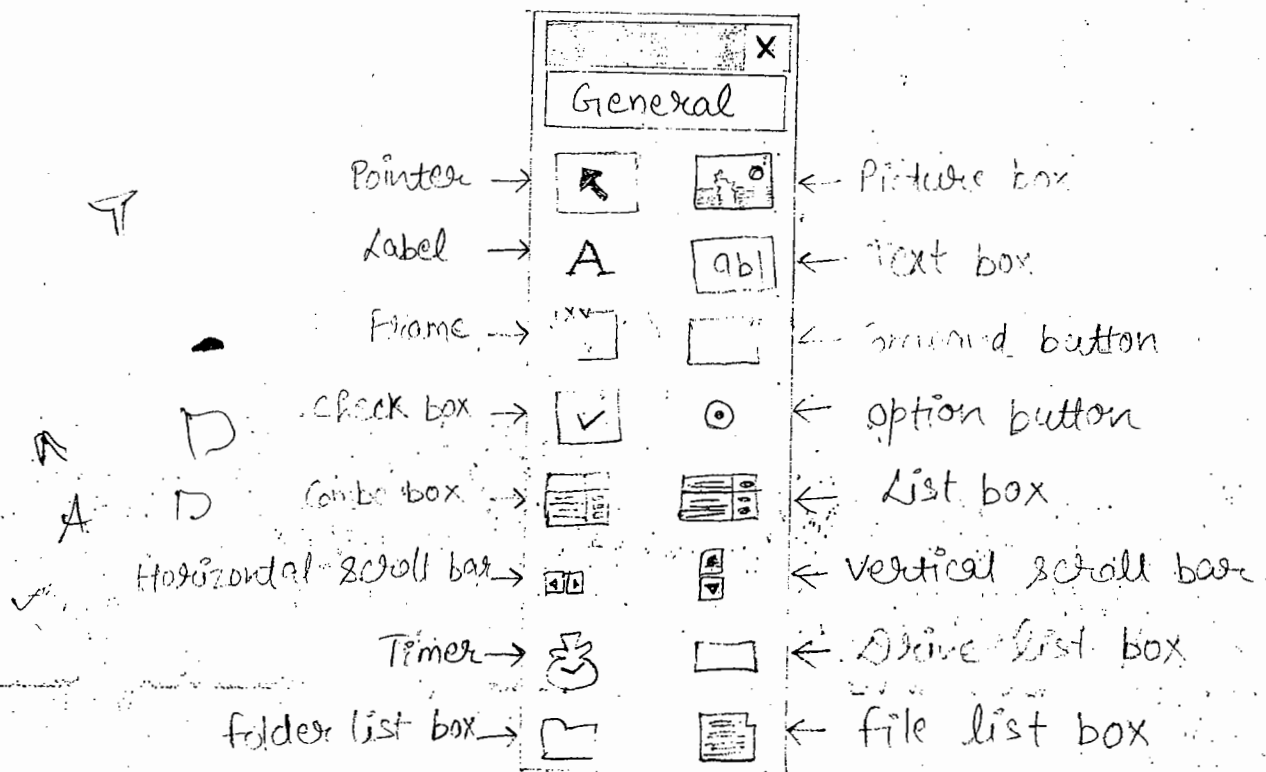 X
General
Pointer Picture box
Label A abl Text box
Frame XV button
Check box option button
Combo box List box
Horizontal scroll bar vertical scroll bar
Timer Drive list box
folder list box file list box